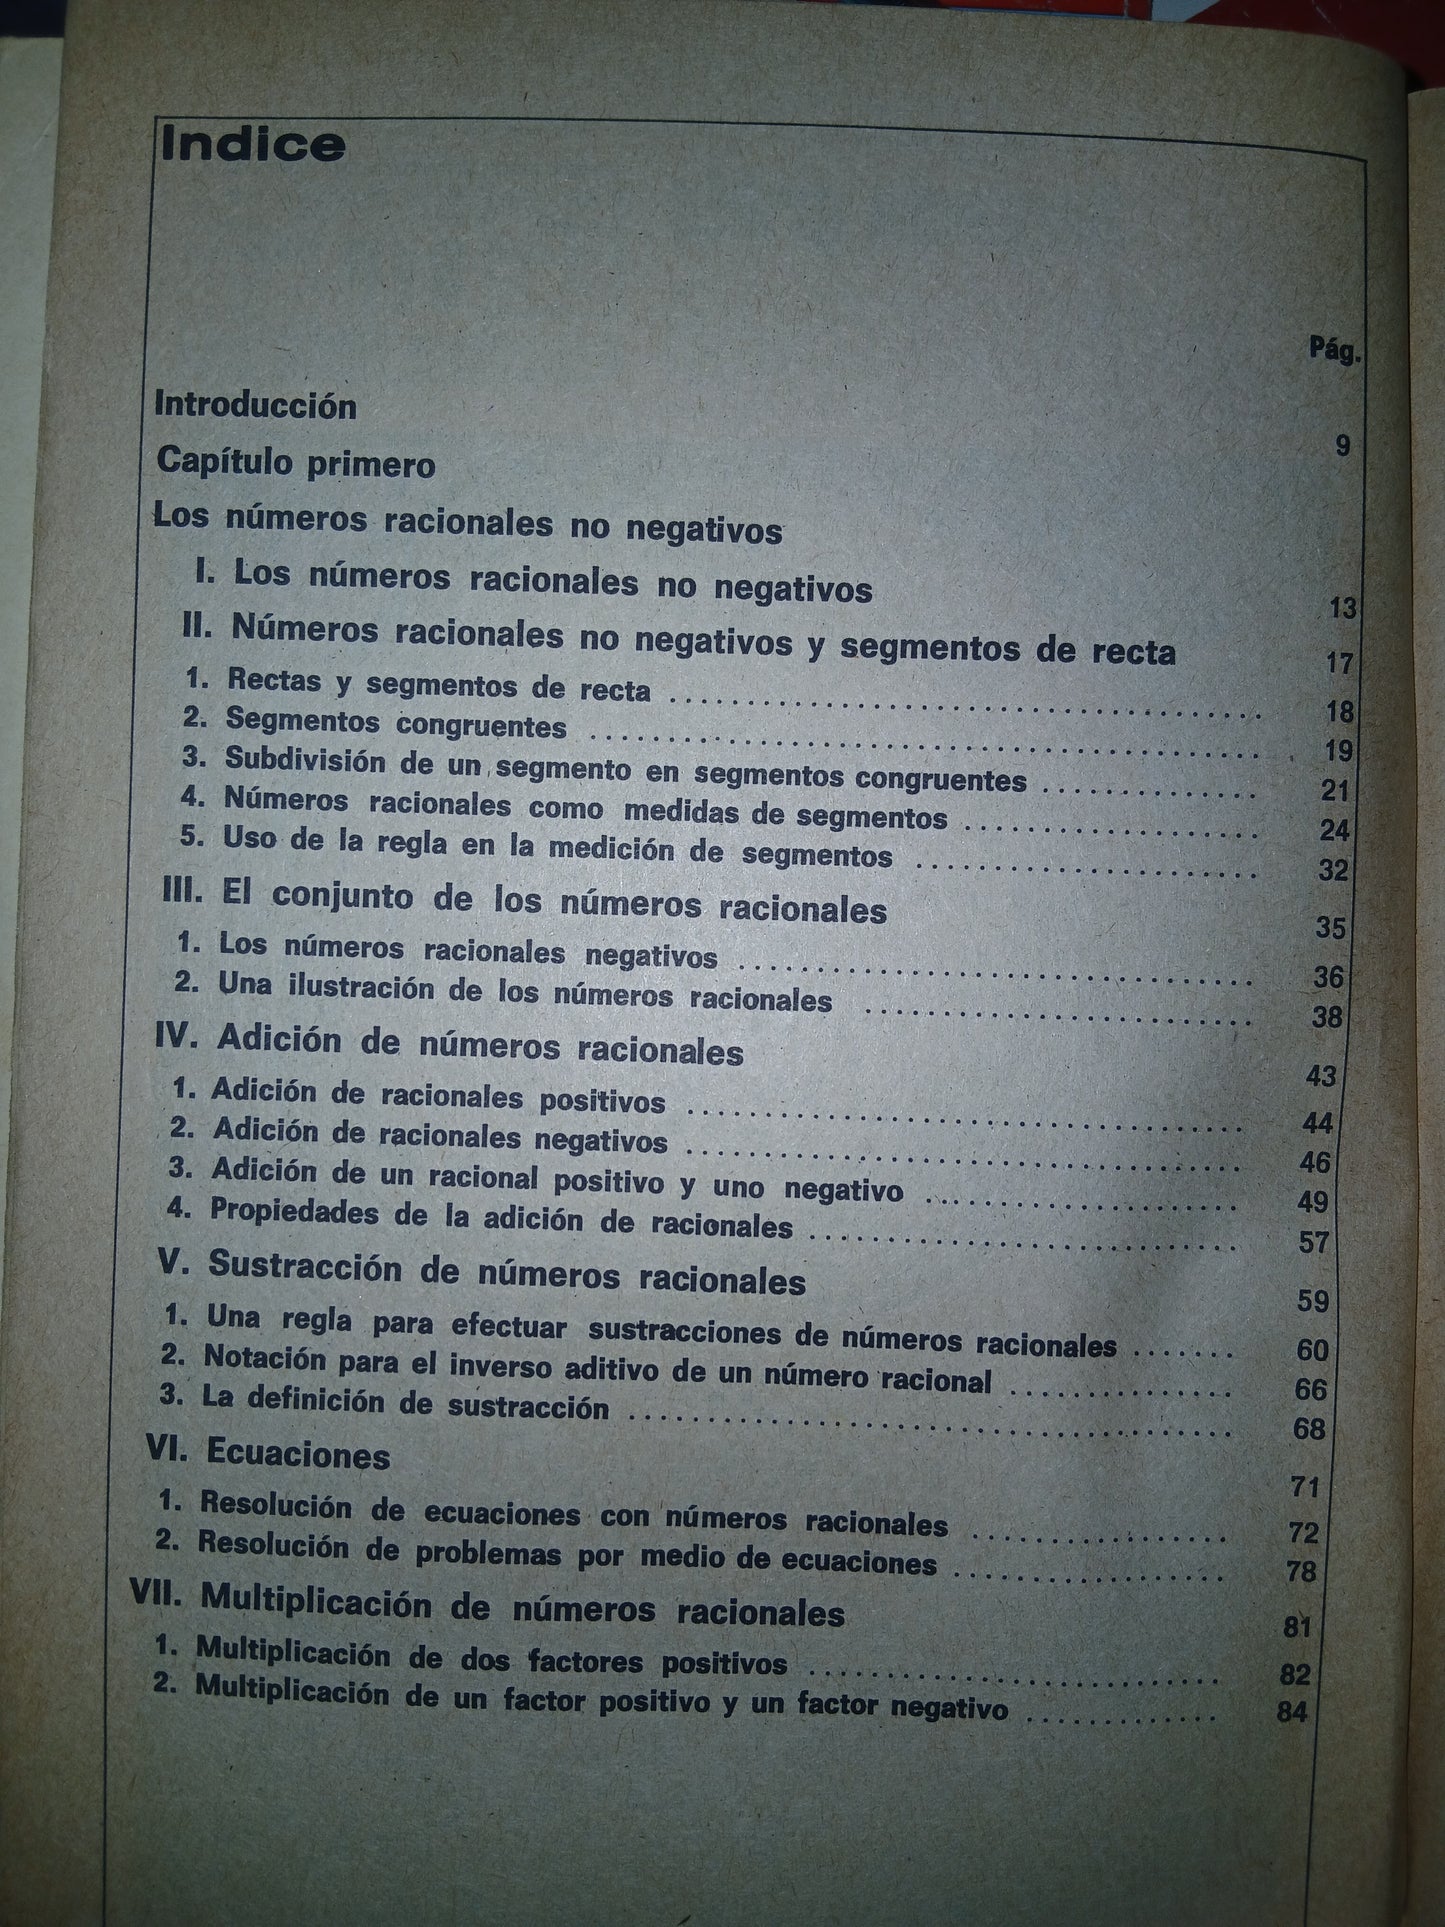 Indice
Pág.
Introducción 9
Capítulo primero
Los números racionales no negativos
I. Los números racionales no negativos 13
II. Números racionales no negativos y segmentos de recta 17
1. Rectas y segmentos de recta ........ 18
2. Segmentos congruentes ........ 19
3. Subdivisión de un segmento en segmentos congruentes ........ 21
4. Números racionales como medidas de segmentos ........ 24
5. Uso de la regla en la medición de segmentos ........ 32
III. El conjunto de los números racionales 35
1. Los números racionales negativos ........ 36
2. Una ilustración de los números racionales ........ 38
IV. Adición de números racionales 43
1. Adición de racionales positivos ........ 44
2. Adición de racionales negativos ........ 46
3. Adición de un racional positivo y uno negativo ........ 49
4. Propiedades de la adición de racionales ........ 57
V. Sustracción de números racionales 59
1. Una regla para efectuar sustracciones de números racionales ....... 60
2. Notación para el inverso aditivo de un número racional ........ 66
3. La definición de sustracción ........ 68
VI. Ecuaciones 71
1. Resolución de ecuaciones con números racionales ........ 72
2. Resolución de problemas por medio de ecuaciones ........ 78
VII. Multiplicación de números racionales 81
1. Multiplicación de dos factores positivos ........ 82
2. Multiplicación de un factor positivo y un factor negativo ........ 84